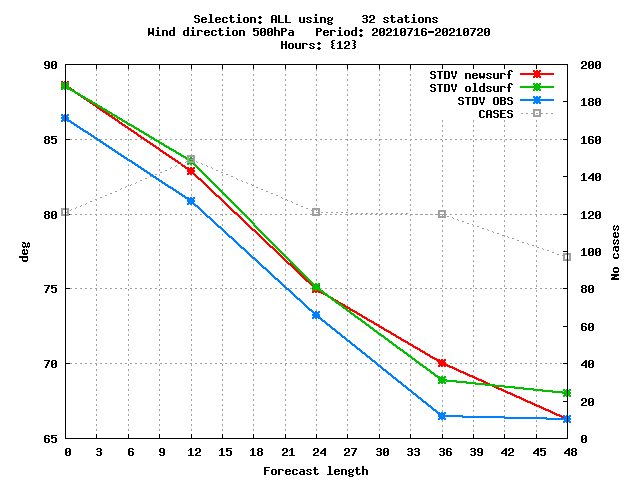 Selection: ALL using    32 stations
Wind direction 500hPa   Period: 20210716-20210720
Hours: {12}
90 200
STDV newsurf
STDV oldsurf
STDV OBS
CASES
180
85 160
140
80 120
deg
No cases
100
75 80
60
70 40
20
65 0
0 3 6 9 12 15 18 21 24 27 30 33 36 39 42 45 48
Forecast length